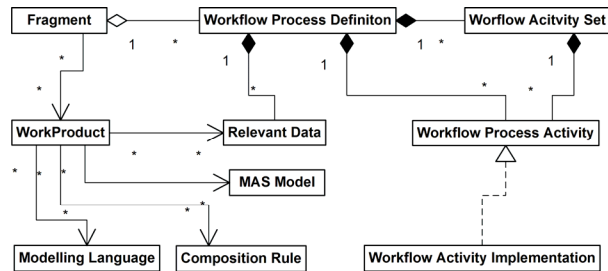 Fragment
Workflow Process Definiton
Worflow Acitvity Set
1
*
1
*
1
1
1
*
*
*
*
*
*
WorkProduct
Relevant Data
Workflow Process Activity
*
*
*
*
*
MAS Model
*
*
*
*
Modelling Language
Composition Rule
Workflow Activity Implementation